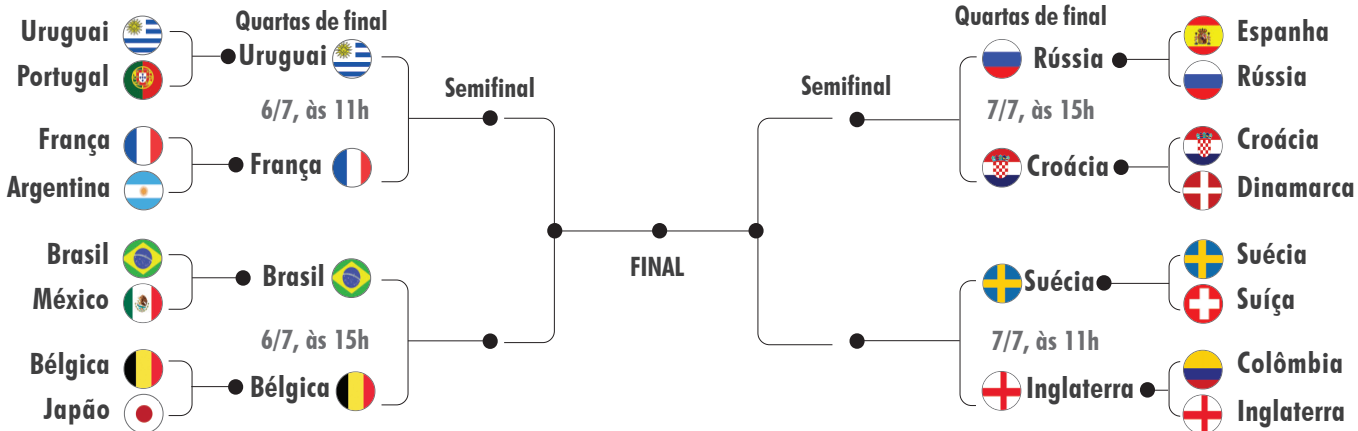 Quartas de final
Uruguai
Portugal
Uruguai
6/7, às 11h
França
Argentina
França
Semifinal
Brasil
México
Brasil
6/7, às 15h
Bélgica
Japão
Bélgica
FINAL
Quartas de final
Semifinal
Rússia
Espanha
Rússia
7/7, às 15h
Croácia
Croácia
Dinamarca
Suécia
Suécia
Suíça
7/7, às 11h
Inglaterra
Colômbia
Inglaterra